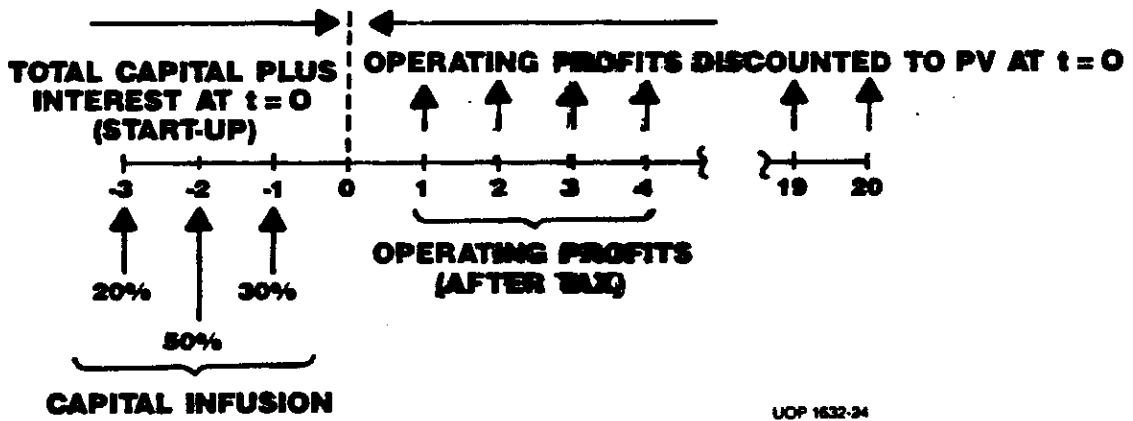 TOTAL CAPITAL PLUS
INTEREST AT t = 0
(START-UP)
OPERATING PROFITS DISCOUNTED TO PV AT t = 0
-3 -2 -1 0 1 2 3 4 19 20
20% 30%
50%
OPERATING PROFITS
(AFTER TAX)
CAPITAL INFUSION
UOP 1632-24